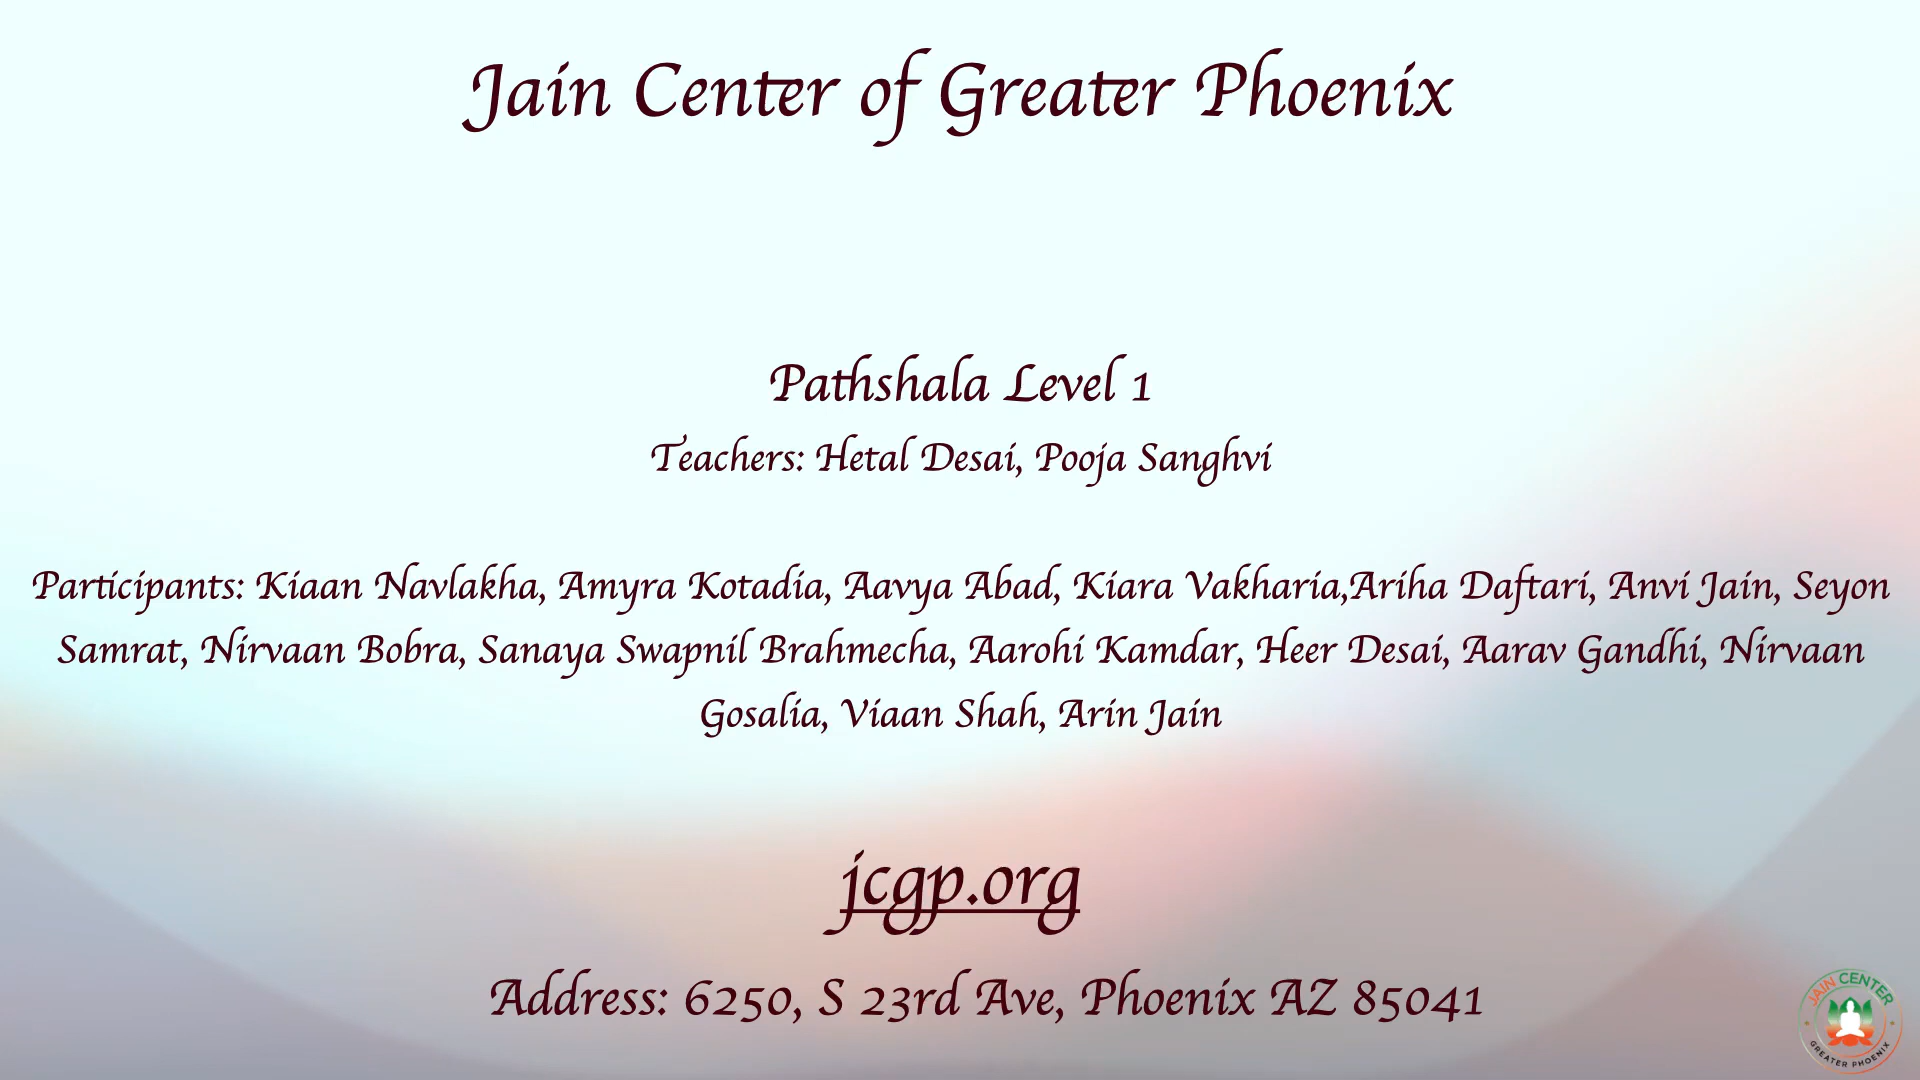 Jain Center of Greater Phoenix
Pathshala Level 1
Teachers: Hetal Desai, Pooja Sanghvi
Participants: Kiaan Navlakha, Amyra Kotadia, Aavya Abad, Kiara Vakharia,Ariha Daftari, Anvi Jain, Seyon
Samrat, Nirvaan Bobra, Sanaya Swapnil Brahmecha, Aarohi Kamdar, Heer Desai, Aarav Gandhi, Nirvaan
Gosalia, Viaan Shah, Arin Jain
jcgp.org
Address: 6250, S 23rd Ave, Phoenix AZ 85041
JAIN CENTER
GREATER PHOENIX